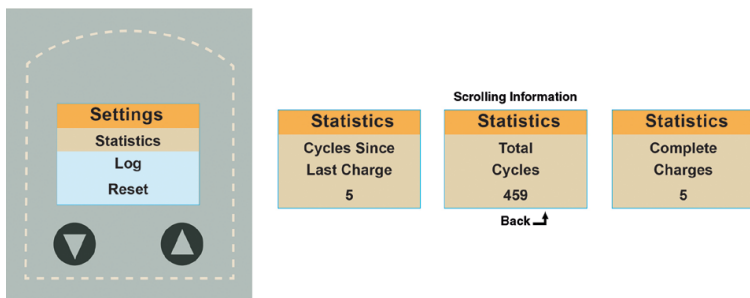 Settings
Statistics
Log
Reset
Statistics
Cycles Since
Last Charge
5
Scrolling Information
Statistics
Total
Cycles
459
Back
Statistics
Complete
Charges
5